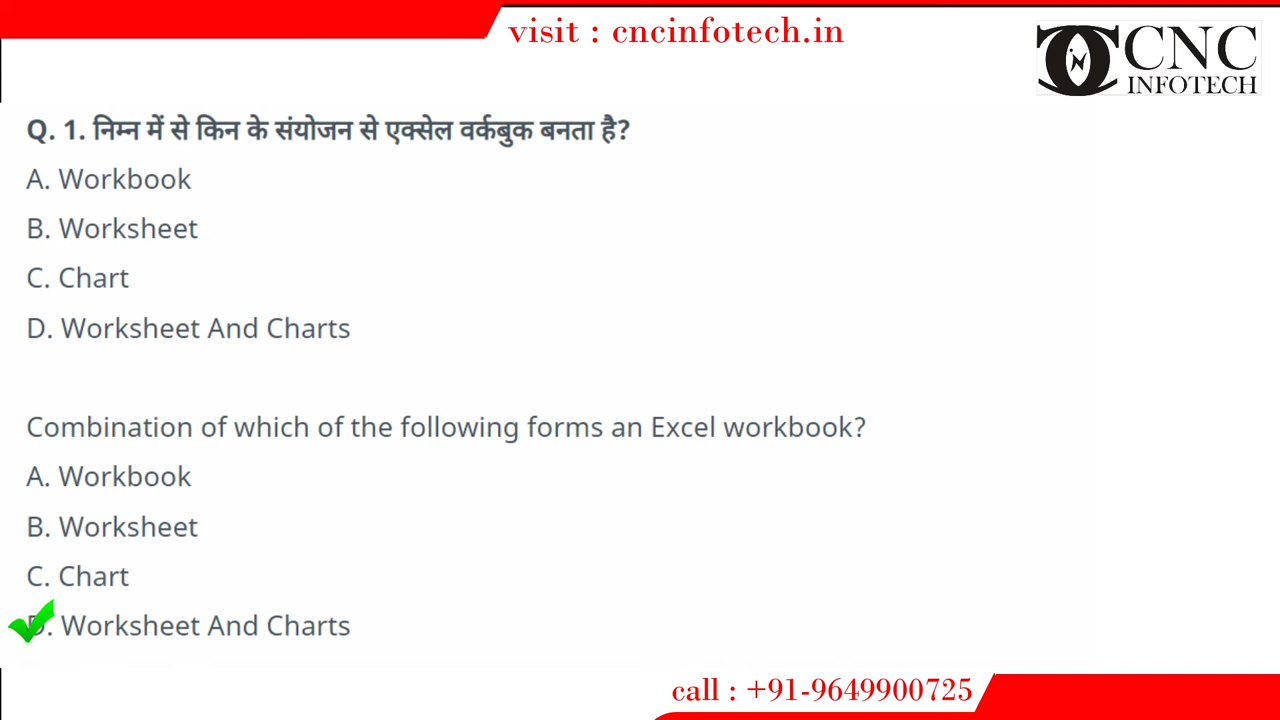 visit : cncinfotech.in
CNC
INFOTECH
Q. 1. निम्न में से किन के संयोजन से एक्सेल वर्कबुक बनता है?
A. Workbook
B. Worksheet
C. Chart
D. Worksheet And Charts
Combination of which of the following forms an Excel workbook?
A. Workbook
B. Worksheet
C. Chart
D. Worksheet And Charts
call : +91-9649900725